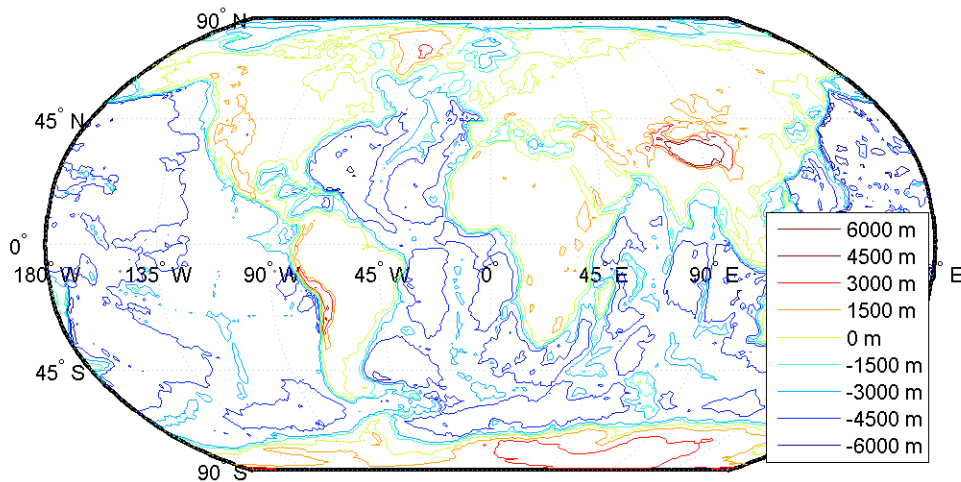 90° N
45° N
0°
180° W
135° W
90° W
45° W
0°
45° E
90° E
° E
45° S
90° S
6000 m
4500 m
3000 m
1500 m
0 m
-1500 m
-3000 m
-4500 m
-6000 m